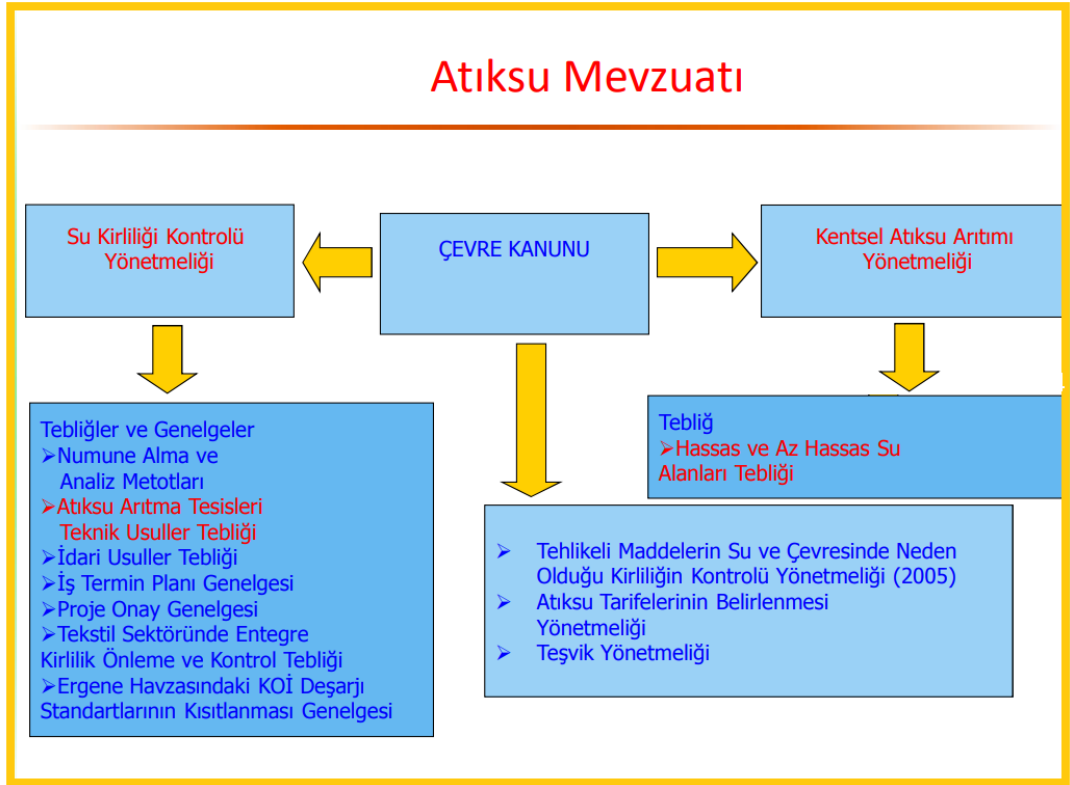 Atıksu Mevzuatı
Su Kirliliği Kontrolü
Yönetmeliği
ÇEVRE KANUNU
Kentsel Atıksu Arıtımı
Yönetmeliği
Tebliğler ve Genelgeler
➢Numune Alma ve
Analiz Metotları
➢Atıksu Arıtma Tesisleri
Teknik Usuller Tebliği
➢İdari Usuller Tebliği
➢İş Termin Planı Genelgesi
➢Proje Onay Genelgesi
➢Tekstil Sektöründe Entegre
Kirlilik Önleme ve Kontrol Tebliği
➢Ergene Havzasındaki KOİ Deşarjı
Standartlarının Kısıtlanması Genelgesi
Tebliğ
➢Hassas ve Az Hassas Su
Alanları Tebliği
➢ Tehlikeli Maddelerin Su ve Çevresinde Neden
Olduğu Kirliliğin Kontrolü Yönetmeliği (2005)
➢ Atıksu Tarifelerinin Belirlenmesi
Yönetmeliği
➢ Teşvik Yönetmeliği